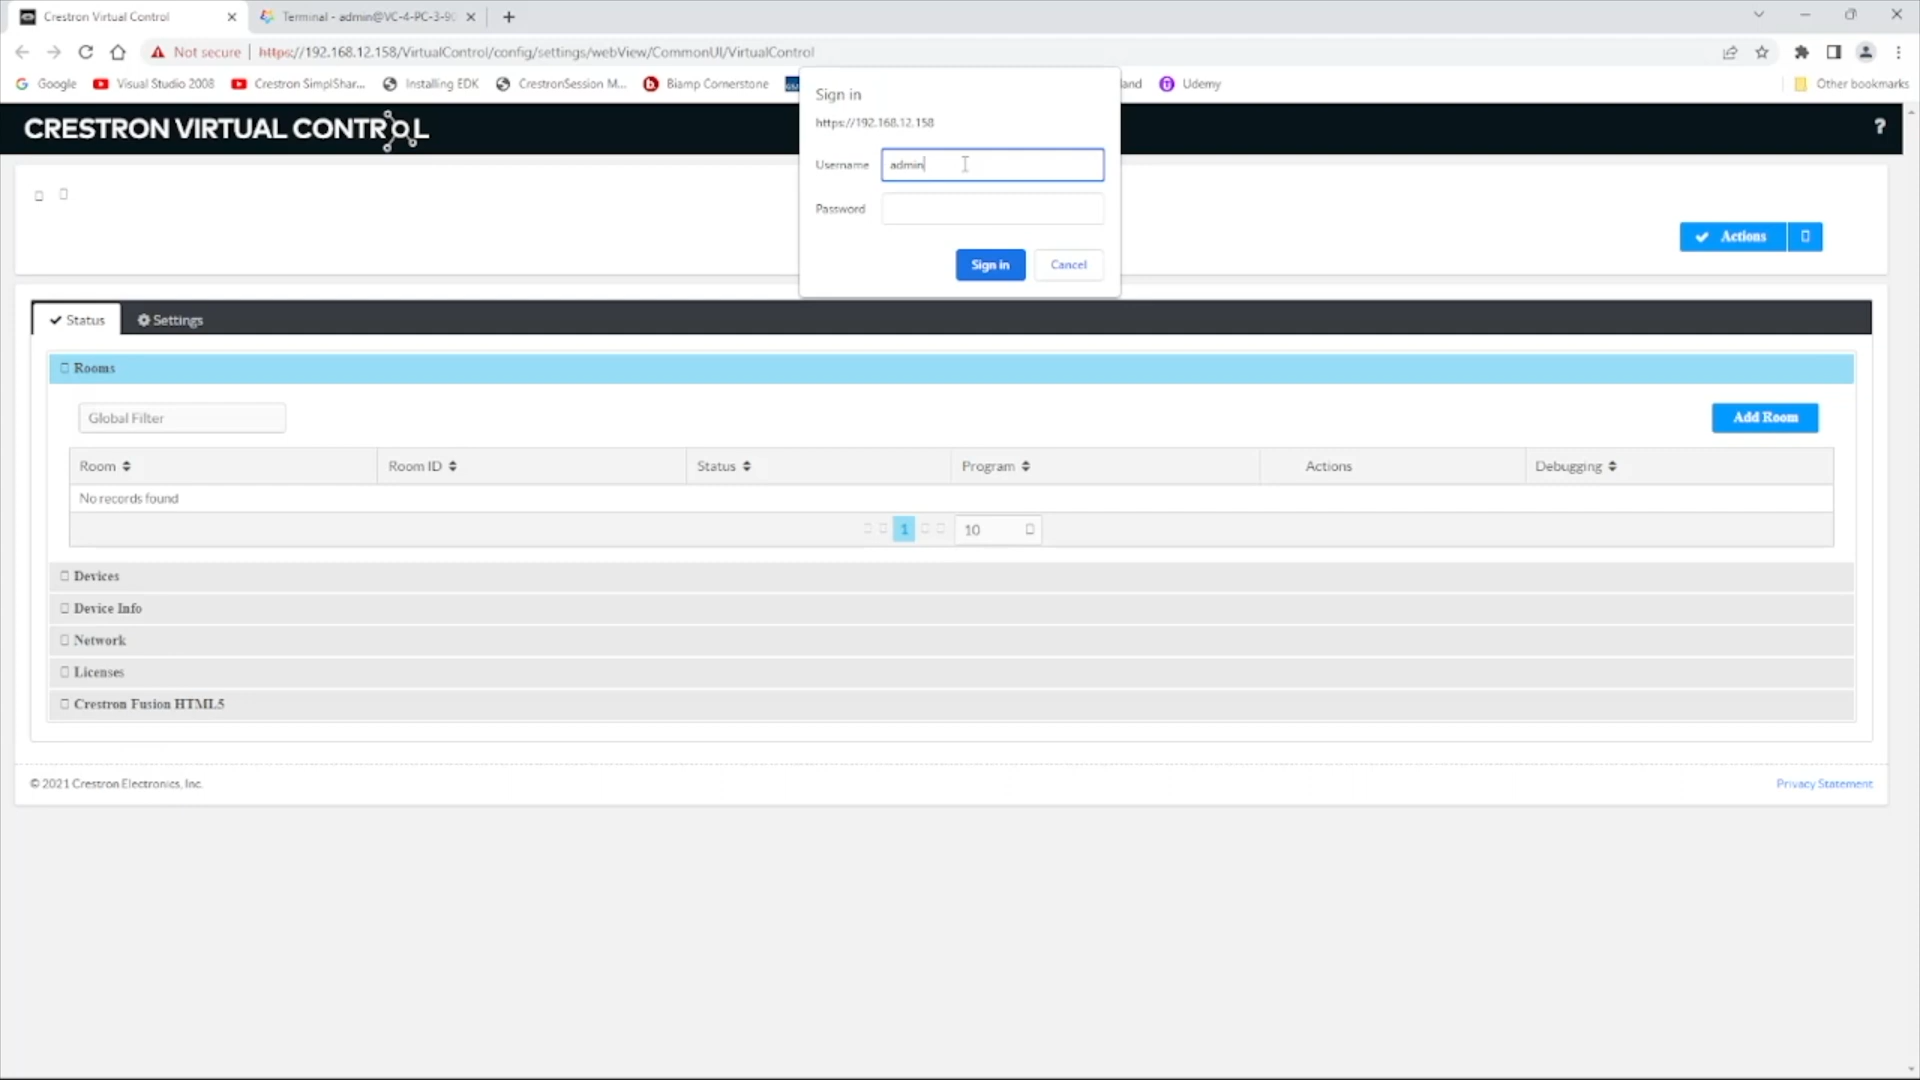 Crestron Virtual Control
Terminal - admin@VC-4-PC-3-90
Not secure
https://192.168.12.158/VirtualControl/config/settings/webView/CommonUI/VirtualControl
Google
Visual Studio 2008
Crestron SimplShar...
Installing EDK
CrestronSession M...
Biamp Cornerstone
and
Udemy
Other bookmarks
CRESTRON VIRTUAL CONTROL
?
Sign in
https://192.168.12.158
Username admin
Password
Sign in Cancel
Actions
Status Settings
Rooms
Global Filter
Add Room
Room Room ID Status Program Actions Debugging
No records found
1 10
Devices
Device Info
Network
Licenses
Crestron Fusion HTML5
© 2021 Crestron Electronics, Inc.
Privacy Statement